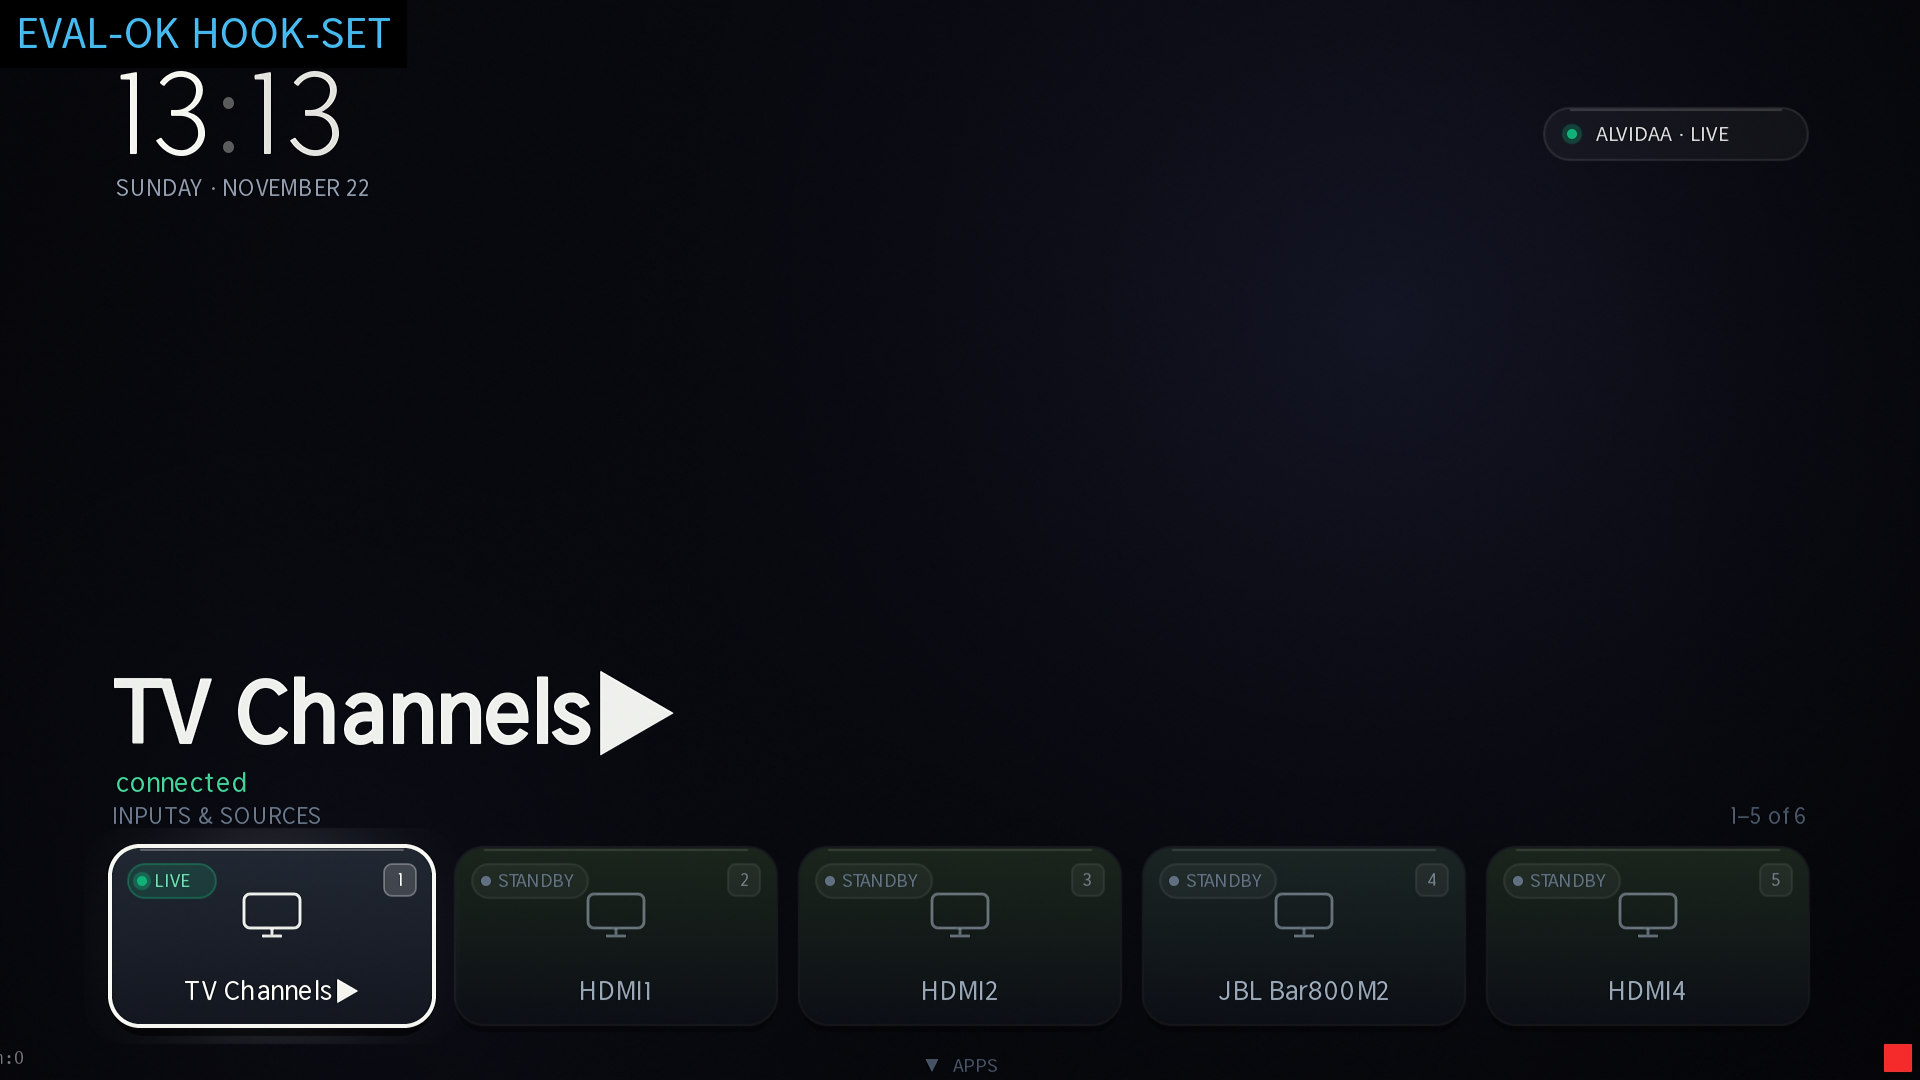 EVAL-OK HOOK-SET
13:13
SUNDAY · NOVEMBER 22
ALVIDAA · LIVE
TV Channels▶
connected
INPUTS & SOURCES
1–5 of 6
LIVE 1
TV Channels▶
STANDBY 2
HDMI1
STANDBY 3
HDMI2
STANDBY 4
JBL Bar800M2
STANDBY 5
HDMI4
:0
▼ APPS